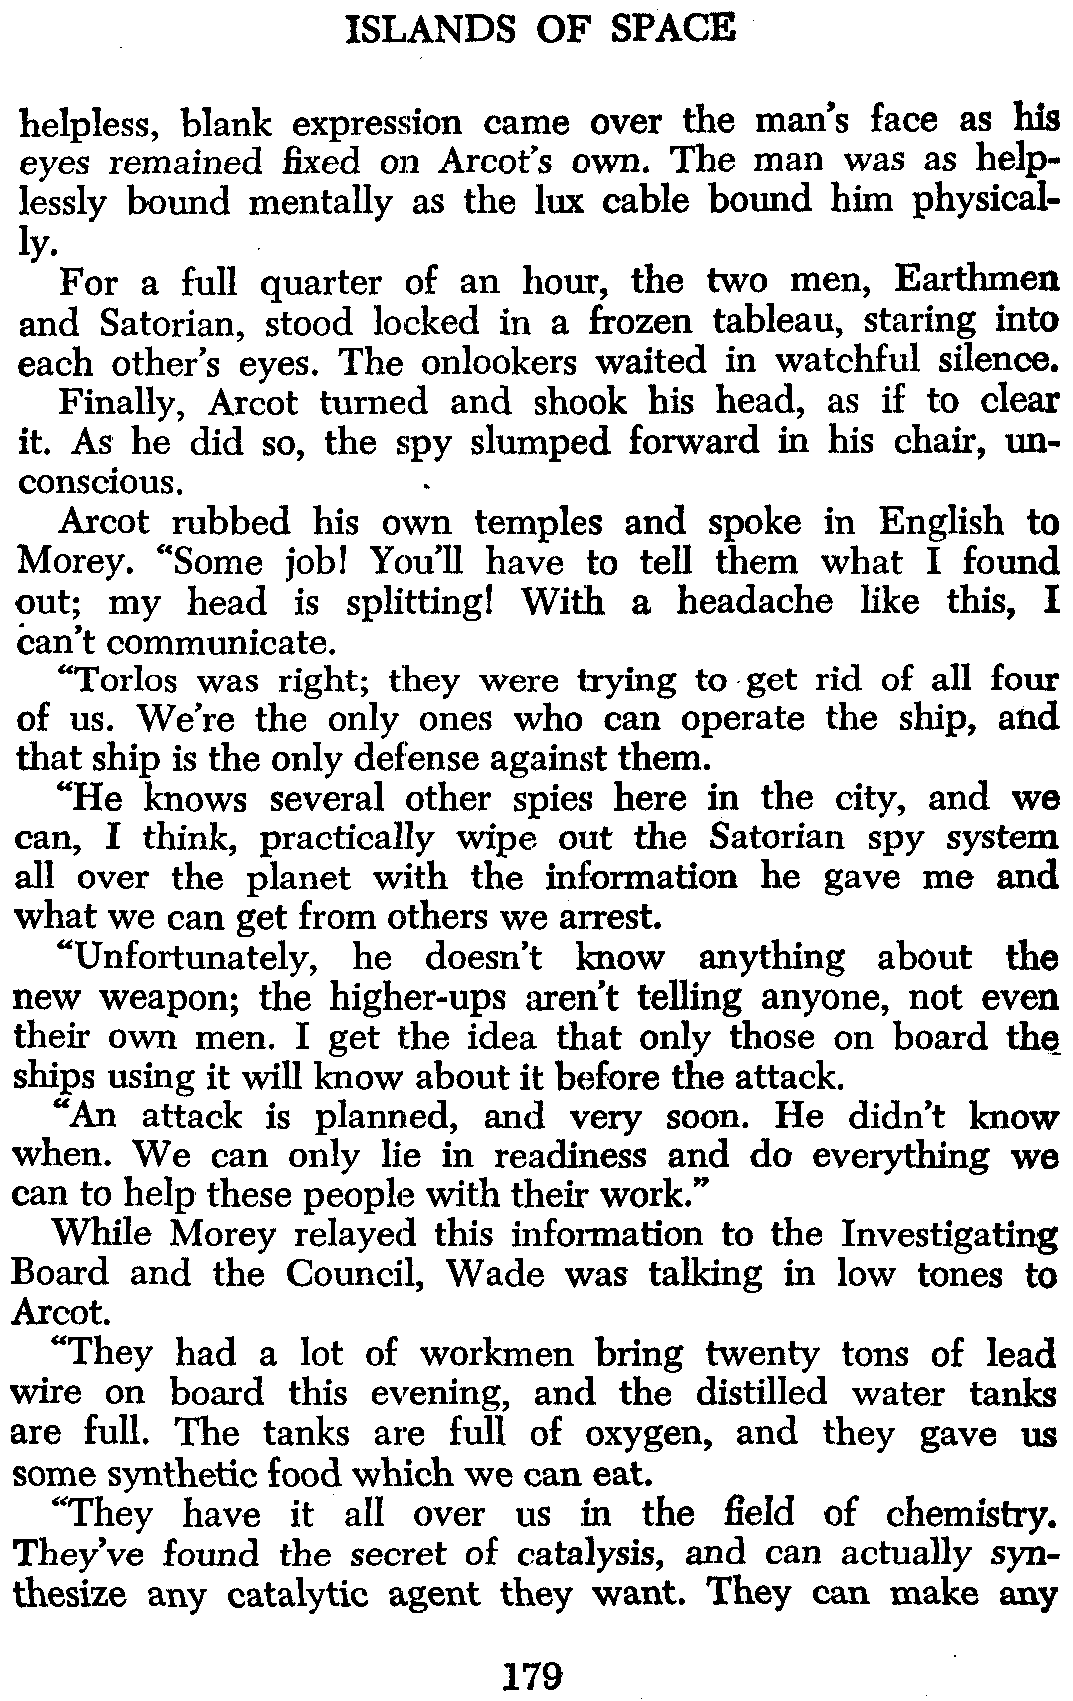 ISLANDS OF SPACE
helpless, blank expression came over the man's face as his
eyes remained fixed on Arcot's own. The man was as help-
lessly bound mentally as the lux cable bound him physical-
ly.
For a full quarter of an hour, the two men, Earthmen
and Satorian, stood locked in a frozen tableau, staring into
each other's eyes. The onlookers waited in watchful silence.
Finally, Arcot turned and shook his head, as if to clear
it. As he did so, the spy slumped forward in his chair, un-
conscious.
Arcot rubbed his own temples and spoke in English to
Morey. “Some job! You'll have to tell them what I found
out; my head is splitting! With a headache like this, I
can't communicate.
“Torlos was right; they were trying to get rid of all four
of us. We're the only ones who can operate the ship, and
that ship is the only defense against them.
“He knows several other spies here in the city, and we
can, I think, practically wipe out the Satorian spy system
all over the planet with the information he gave me and
what we can get from others we arrest.
“Unfortunately, he doesn't know anything about the
new weapon; the higher-ups aren't telling anyone, not even
their own men. I get the idea that only those on board the
ships using it will know about it before the attack.
“An attack is planned, and very soon. He didn't know
when. We can only lie in readiness and do everything we
can to help these people with their work.”
While Morey relayed this information to the Investigating
Board and the Council, Wade was talking in low tones to
Arcot.
“They had a lot of workmen bring twenty tons of lead
wire on board this evening, and the distilled water tanks
are full. The tanks are full of oxygen, and they gave us
some synthetic food which we can eat.
“They have it all over us in the field of chemistry.
They've found the secret of catalysis, and can actually syn-
thesize any catalytic agent they want. They can make any
179